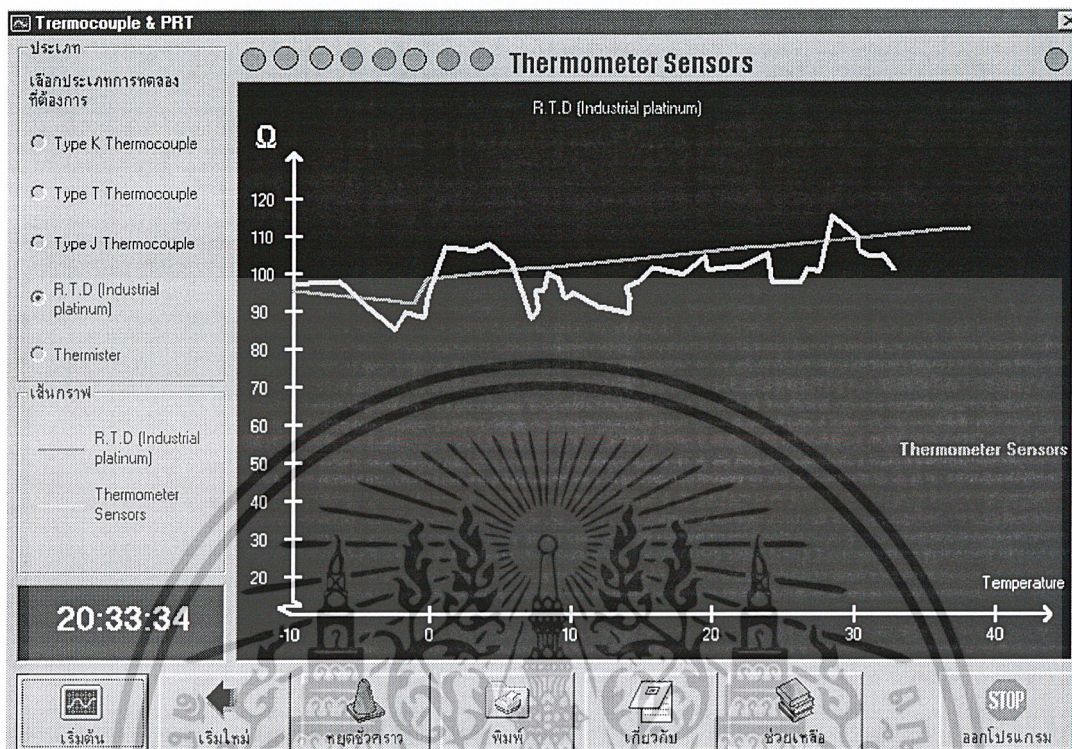 Trermocouple & PRT
ประเภท
เลือกประเภทการทดลอง
ที่ต้องการ
Type K Thermocouple
Type T Thermocouple
Type J Thermocouple
R.T.D (Industrial
platinum)
Thermister
เส้นกราฟ
R.T.D (Industrial
platinum)
Thermometer
Sensors
20:33:34
Thermometer Sensors
R.T.D (Industrial platinum)
Ω
120
110
100
90
80
70
60
50
40
30
20
Thermometer Sensors
Temperature
-10 0 10 20 30 40
เริ่มต้น
เริ่มใหม่
หยุดชั่วคราว
พิมพ์
เกี่ยวกับ
ช่วยเหลือ
STOP
ออกโปรแกรม